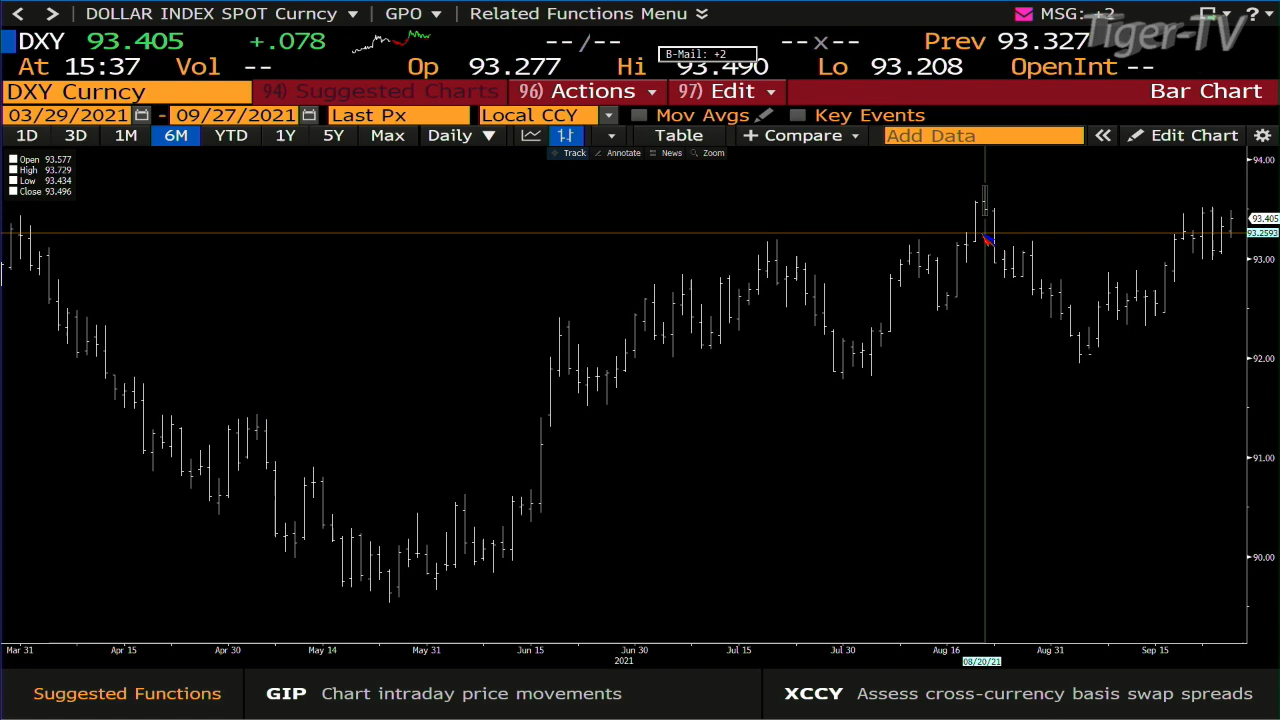 DOLLAR INDEX SPOT Curncy GPO Related Functions Menu MSG: +2 ?
Tiger-TV
DXY 93.405 +.078 -- / -- -- x -- Prev 93.327
B-Mail: +2
At 15:37 Vol -- Op 93.277 Hi 93.490 Lo 93.208 OpenInt --
DXY Curncy 94) Suggested Charts 96) Actions 97) Edit Bar Chart
03/29/2021 - 09/27/2021 Last Px Local CCY Mov Avgs Key Events
1D 3D 1M 6M YTD 1Y 5Y Max Daily Table + Compare Add Data Edit Chart
Track Annotate News Zoom
Open 93.577
High 93.729
Low 93.434
Close 93.496
94.00
93.405
93.2593
93.00
92.00
91.00
90.00
Mar 31 Apr 15 Apr 30 May 14 May 31 Jun 15 Jun 30 Jul 15 Jul 30 Aug 16 Aug 31 Sep 15
2021 08/20/21
Suggested Functions GIP Chart intraday price movements XCCY Assess cross-currency basis swap spreads